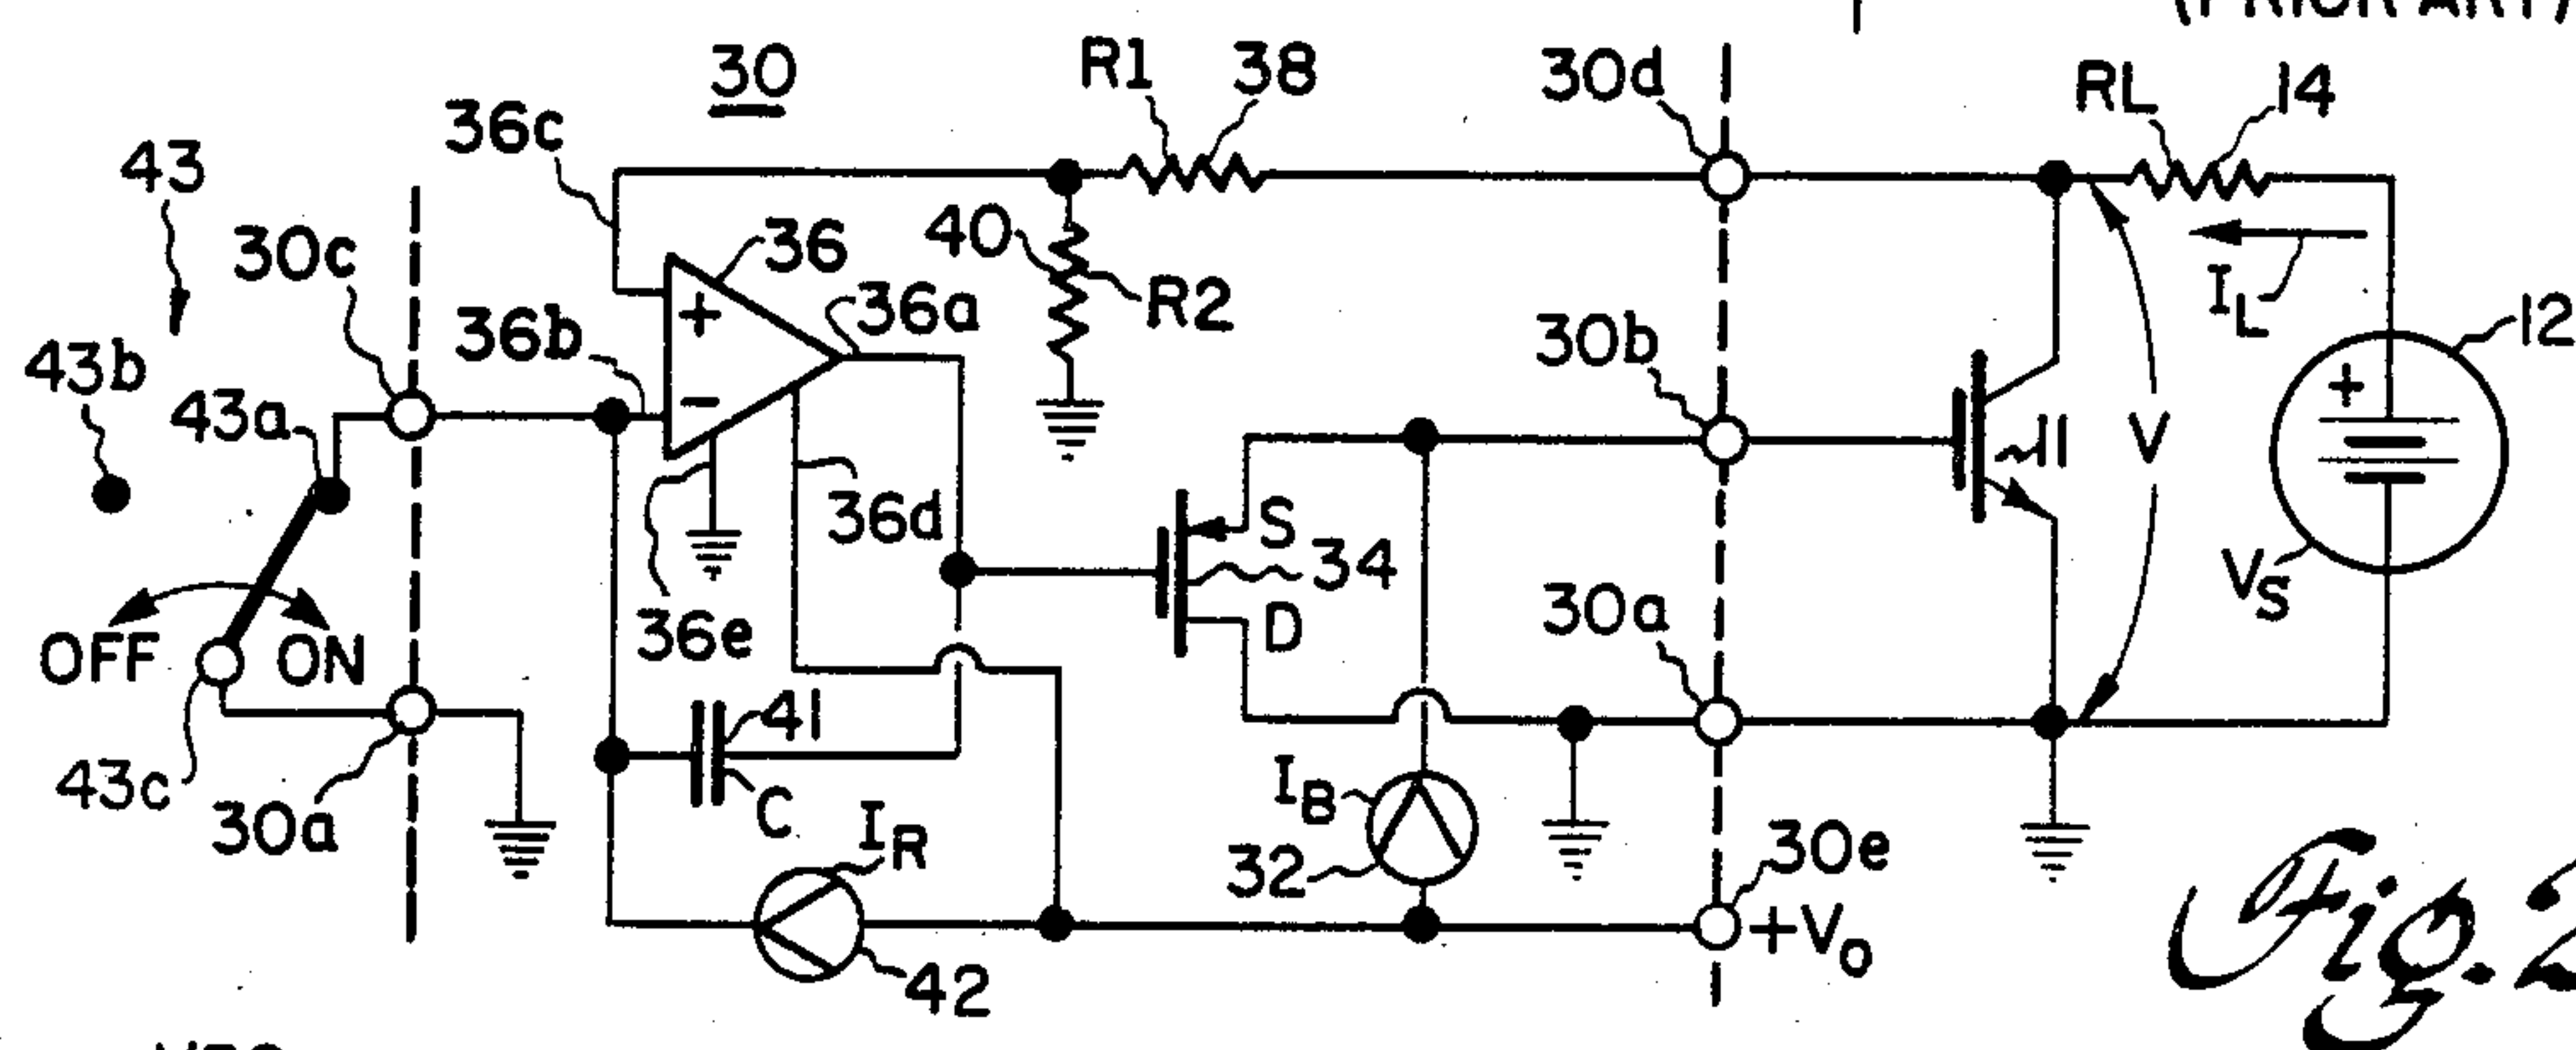 (PRIOR ART)
30
R1
38
30d
RL
14
36c
43
30c
+
36
40
R2
36a
IL
12
36b
30b
43b
43a
-
+
11
V
36d
S
34
VS
36e
D
30a
OFF
ON
41
C
43c
30a
IR
IB
32
30e
+Vo
42
Fig. 2